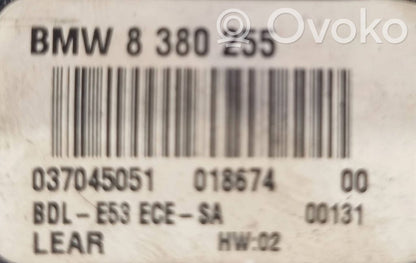 BMW 8 380 255
Ovoko
037045051 018674 00
BDL-E53 ECE-SA 00131
LEAR HW:02